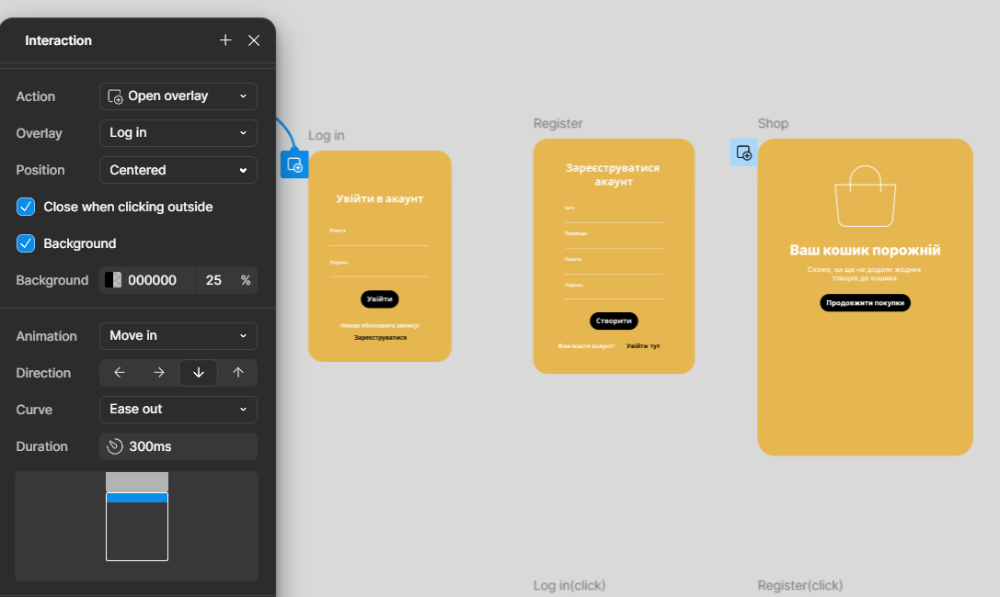 Interaction
Action
Open overlay
Overlay
Log in
Position
Centered
Close when clicking outside
Background
Background
000000
25
%
Animation
Move in
Direction
Curve
Ease out
Duration
300ms
Log in
Увійти в акаунт
Пошта
Пароль
Увійти
Немає облікового запису?
Зареєструватися
Register
Зареєструватися
акаунт
Ім'я
Прізвище
Пошта
Пароль
Створити
Вже маєте акаунт?
Увійти тут
Shop
Ваш кошик порожній
Схоже, ви ще не додали жодних
товарів до кошика.
Продовжити покупки
Log in(click)
Register(click)